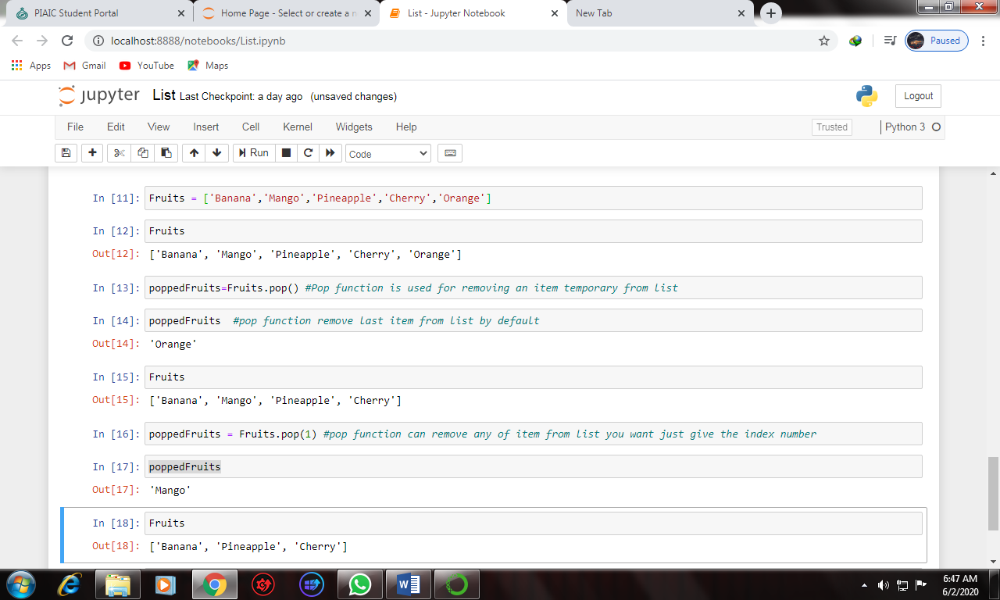 PIAIC Student Portal
Home Page - Select or create a n
List - Jupyter Notebook
New Tab
localhost:8888/notebooks/List.ipynb
Paused
Apps Gmail YouTube Maps
jupyter List Last Checkpoint: a day ago (unsaved changes)
Logout
File Edit View Insert Cell Kernel Widgets Help
Trusted
Python 3
Run
Code
In [11]: Fruits = ['Banana','Mango','Pineapple','Cherry','Orange']
In [12]: Fruits
Out[12]: ['Banana', 'Mango', 'Pineapple', 'Cherry', 'Orange']
In [13]: poppedFruits=Fruits.pop() #Pop function is used for removing an item temporary from list
In [14]: poppedFruits  #pop function remove last item from list by default
Out[14]: 'Orange'
In [15]: Fruits
Out[15]: ['Banana', 'Mango', 'Pineapple', 'Cherry']
In [16]: poppedFruits = Fruits.pop(1) #pop function can remove any of item from list you want just give the index number
In [17]: poppedFruits
Out[17]: 'Mango'
In [18]: Fruits
Out[18]: ['Banana', 'Pineapple', 'Cherry']
6:47 AM
6/2/2020